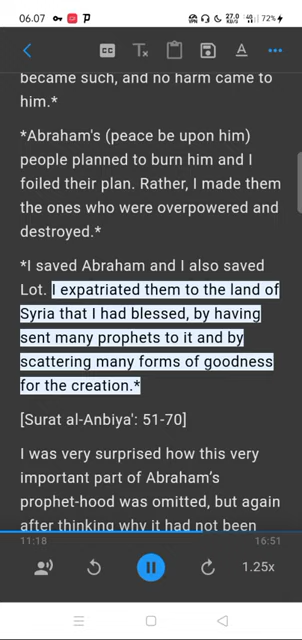 06.07
27.0
KB/S
4G
72%
CC
became such, and no harm came to
him.*
*Abraham's (peace be upon him)
people planned to burn him and I
foiled their plan. Rather, I made them
the ones who were overpowered and
destroyed.*
*I saved Abraham and I also saved
Lot. I expatriated them to the land of
Syria that I had blessed, by having
sent many prophets to it and by
scattering many forms of goodness
for the creation.*
[Surat al-Anbiya': 51-70]
I was very surprised how this very
important part of Abraham's
prophet-hood was omitted, but again
after thinking why it had not been
11:18
16:51
1.25x